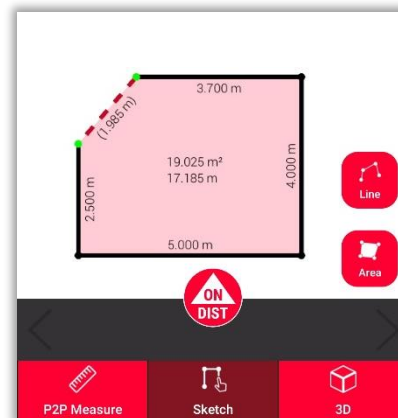 3.700 m
(1.985 m)
19.025 m²
17.185 m
4.000 m
2.500 m
5.000 m
Line
Area
ON
DIST
P2P Measure
Sketch
3D